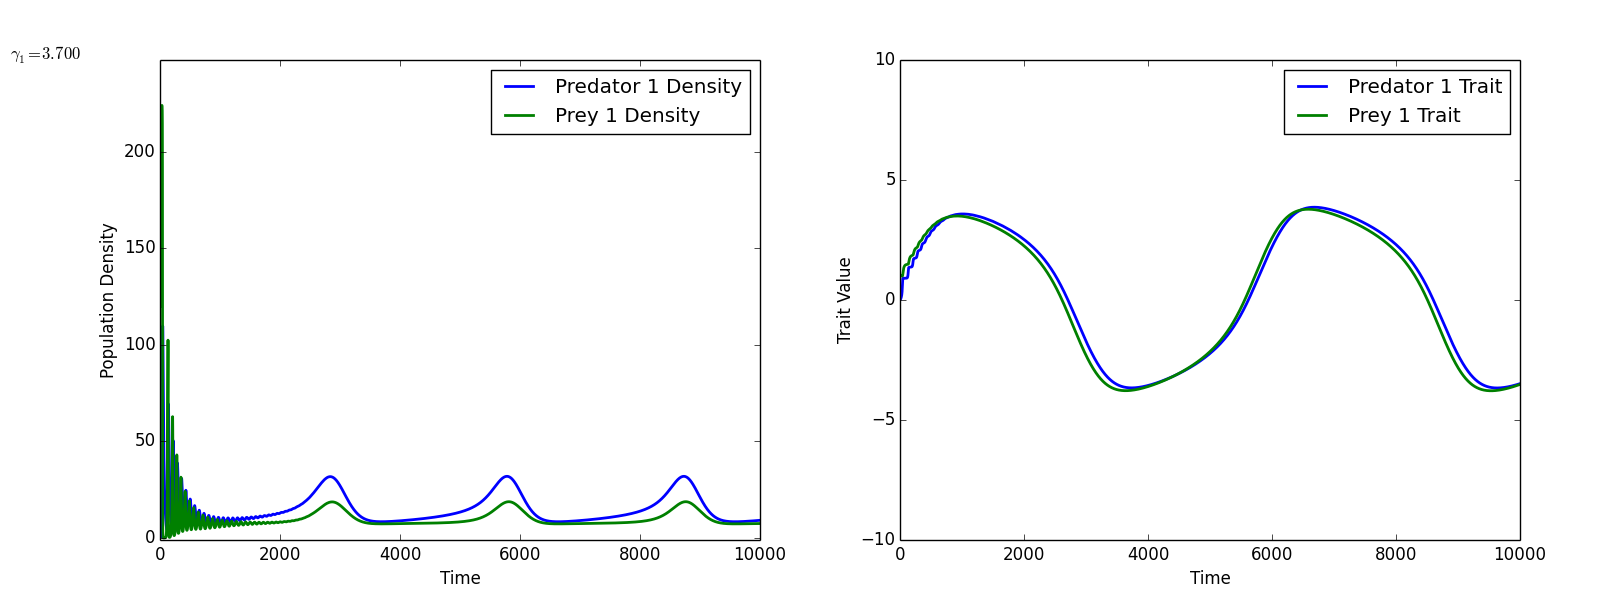 γ₁=3.700
Predator 1 Density
Prey 1 Density
200
150
100
50
0
Population Density
0 2000 4000 6000 8000 10000
Time
Predator 1 Trait
Prey 1 Trait
10
5
0
−5
−10
Trait Value
0 2000 4000 6000 8000 10000
Time